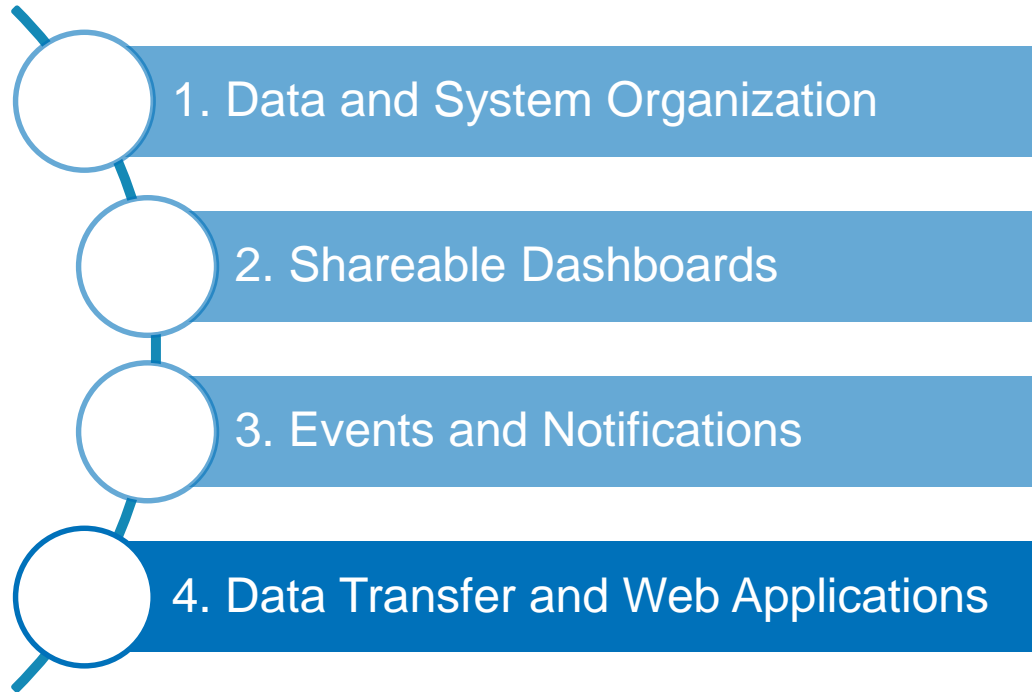 1. Data and System Organization
2. Shareable Dashboards
3. Events and Notifications
4. Data Transfer and Web Applications